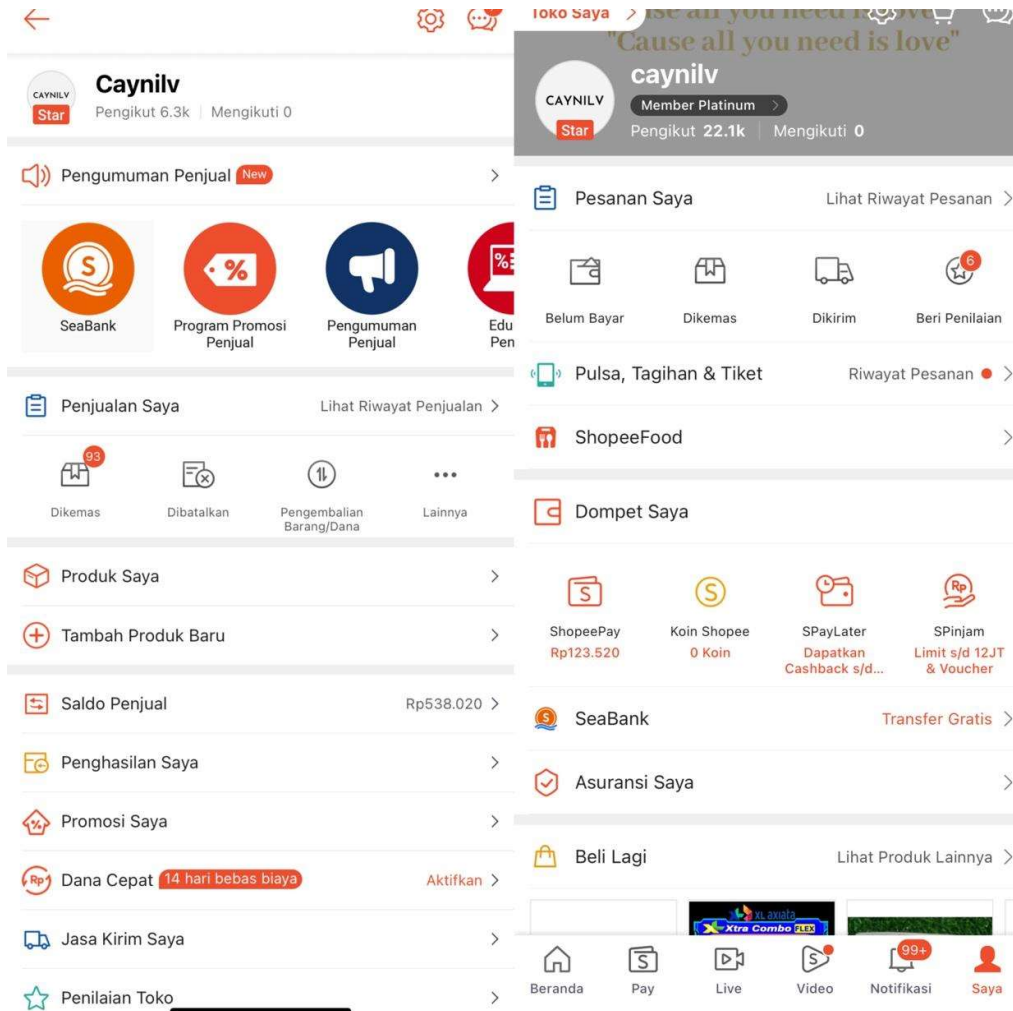 CAYNILV
Star
Caynilv
Pengikut 6.3k | Mengikuti 0
Pengumuman Penjual New
SeaBank
Program Promosi
Penjual
Pengumuman
Penjual
Edu
Pen
Penjualan Saya
Lihat Riwayat Penjualan
93
Dikemas
Dibatalkan
Pengembalian
Barang/Dana
Lainnya
Produk Saya
Tambah Produk Baru
Saldo Penjual
Rp538.020
Penghasilan Saya
Promosi Saya
Dana Cepat 14 hari bebas biaya
Aktifkan
Jasa Kirim Saya
Penilaian Toko
Toko Saya
"Cause all you need is love"
CAYNILV
Star
caynilv
Member Platinum
Pengikut 22.1k | Mengikuti 0
Pesanan Saya
Lihat Riwayat Pesanan
Belum Bayar
Dikemas
Dikirim
6
Beri Penilaian
Pulsa, Tagihan & Tiket
Riwayat Pesanan
ShopeeFood
Dompet Saya
ShopeePay
Rp123.520
Koin Shopee
0 Koin
SPayLater
Dapatkan
Cashback s/d...
SPinjam
Limit s/d 12JT
& Voucher
SeaBank
Transfer Gratis
Asuransi Saya
Beli Lagi
Lihat Produk Lainnya
XL axiata
Xtra Combo FLEX
Beranda
Pay
Live
Video
99+
Notifikasi
Saya